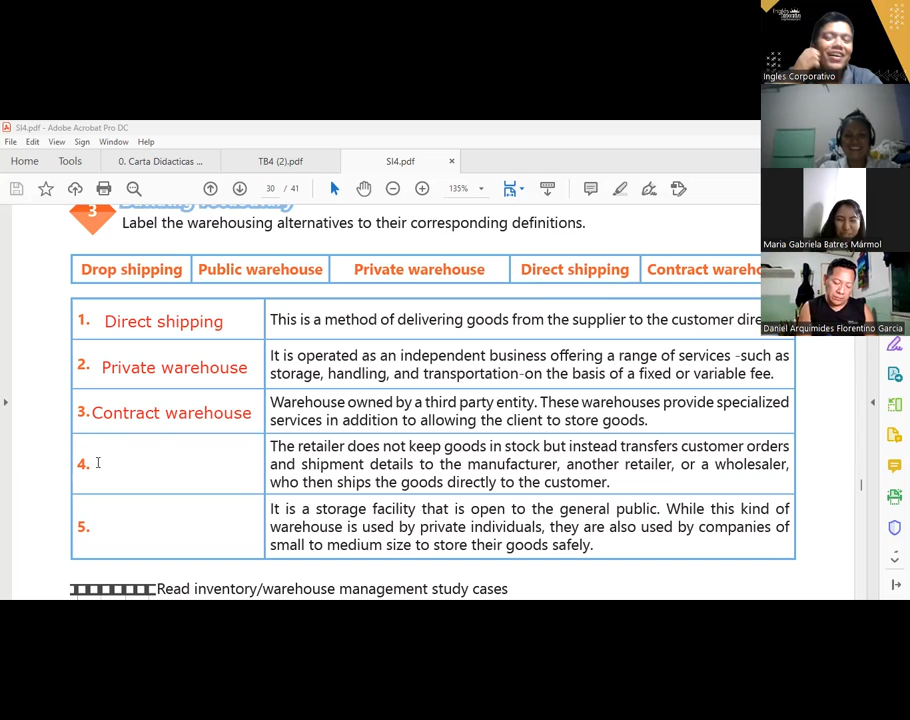 Inglés
Ingles Corporativo
SI4.pdf - Adobe Acrobat Pro DC
File Edit View Sign Window Help
Home Tools 0. Carta Didacticas ... TB4 (2).pdf SI4.pdf ×
30 / 41 135%
Maria Gabriela Batres Mármol
Daniel Arquimides Florentino Garcia
3 Building vocabulary
Label the warehousing alternatives to their corresponding definitions.
Drop shipping Public warehouse Private warehouse Direct shipping Contract wareho
1. Direct shipping This is a method of delivering goods from the supplier to the customer dire
2. Private warehouse It is operated as an independent business offering a range of services -such as
storage, handling, and transportation-on the basis of a fixed or variable fee.
3. Contract warehouse Warehouse owned by a third party entity. These warehouses provide specialized
services in addition to allowing the client to store goods.
The retailer does not keep goods in stock but instead transfers customer orders
4. and shipment details to the manufacturer, another retailer, or a wholesaler,
who then ships the goods directly to the customer.
It is a storage facility that is open to the general public. While this kind of
5. warehouse is used by private individuals, they are also used by companies of
small to medium size to store their goods safely.
Read inventory/warehouse management study cases